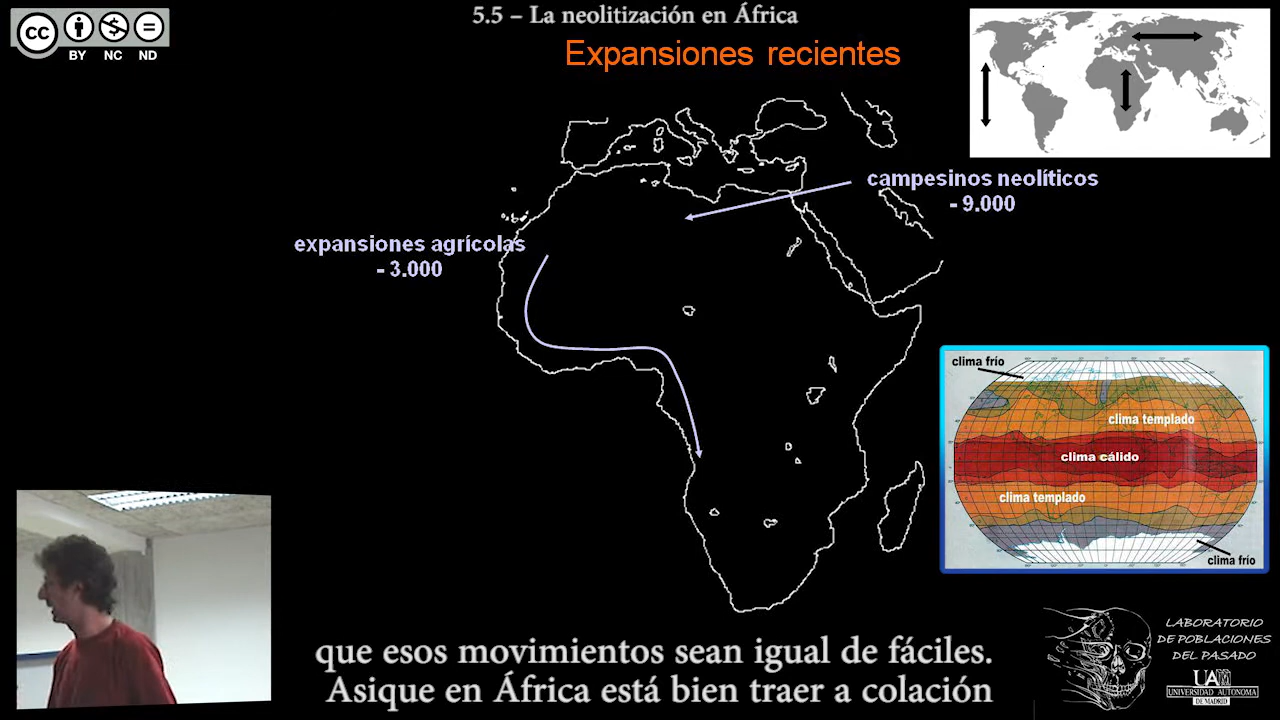 5.5 – La neolitización en África
Expansiones recientes
cc
BY NC ND
campesinos neolíticos
- 9.000
expansiones agrícolas
- 3.000
clima frío
clima templado
clima cálido
clima templado
clima frío
que esos movimientos sean igual de fáciles.
Asique en África está bien traer a colación
LABORATORIO
DE POBLACIONES
DEL PASADO
UAM
UNIVERSIDAD AUTONOMA
DE MADRID